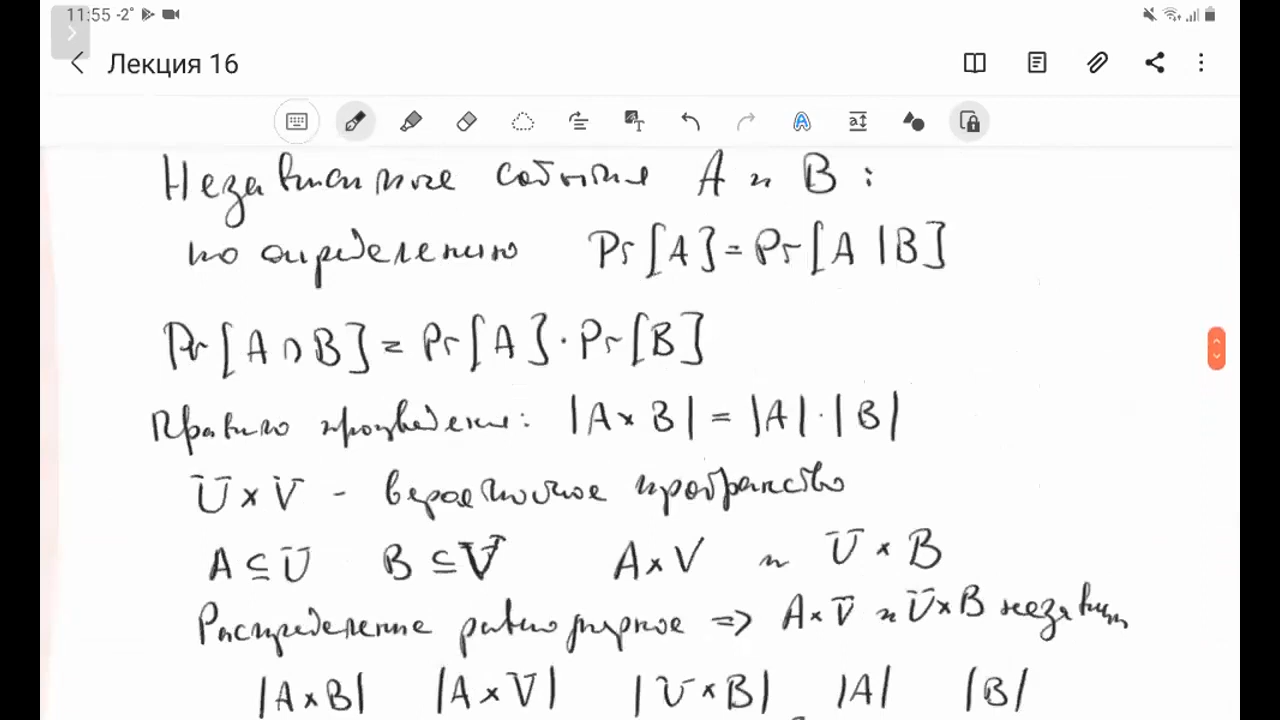 11:55 -2°
Лекция 16
Независимые события A и B :
по определению Pr[A] = Pr[A | B]
Pr[A ∩ B] = Pr[A] · Pr[B]
Правило произведения: |A × B| = |A| · |B|
U × V - вероятностное пространство
A ⊆ U B ⊆ V A × V и U × B
Распределение равномерное => A × V и U × B независ
|A × B| |A × V| |U × B| |A| |B|